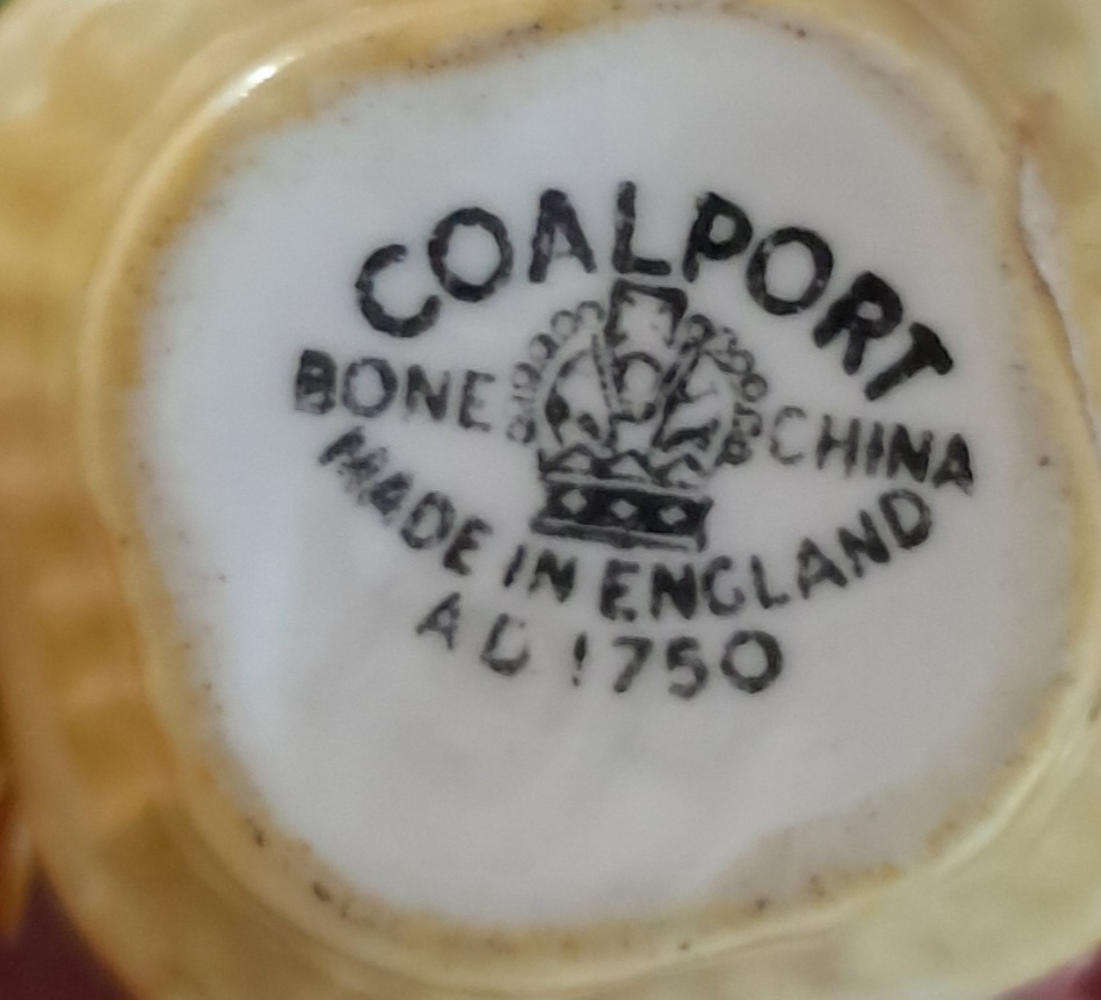 COALPORT
BONE CHINA
MADE IN ENGLAND
AD 1750